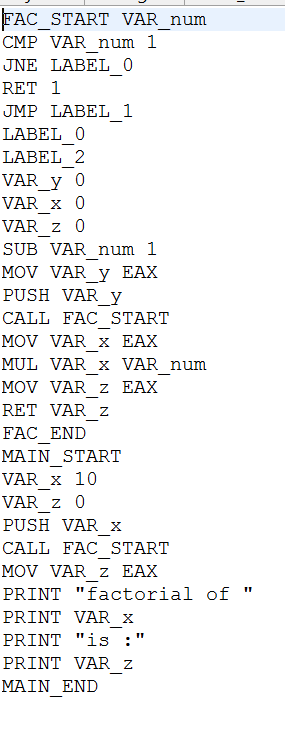 FAC_START VAR_num
CMP VAR_num 1
JNE LABEL_0
RET 1
JMP LABEL_1
LABEL_0
LABEL_2
VAR_y 0
VAR_x 0
VAR_z 0
SUB VAR_num 1
MOV VAR_y EAX
PUSH VAR_y
CALL FAC_START
MOV VAR_x EAX
MUL VAR_x VAR_num
MOV VAR_z EAX
RET VAR_z
FAC_END
MAIN_START
VAR_x 10
VAR_z 0
PUSH VAR_x
CALL FAC_START
MOV VAR_z EAX
PRINT "factorial of "
PRINT VAR_x
PRINT "is :"
PRINT VAR_z
MAIN_END